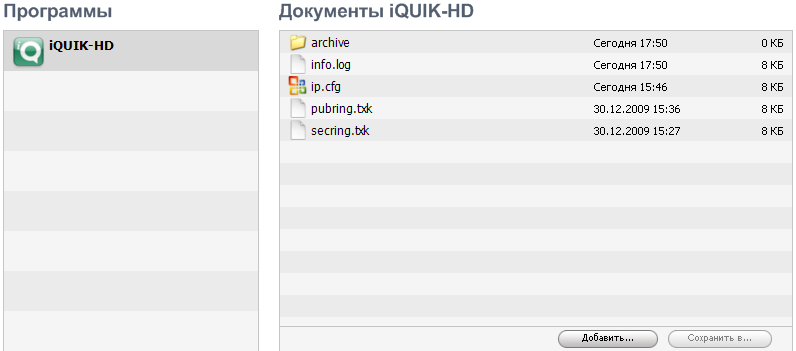 Программы
Документы iQUIK-HD
iQUIK-HD
archive Сегодня 17:50 0 КБ
info.log Сегодня 17:50 8 КБ
ip.cfg Сегодня 15:46 8 КБ
pubring.txk 30.12.2009 15:36 8 КБ
secring.txk 30.12.2009 15:27 8 КБ
Добавить... Сохранить в...